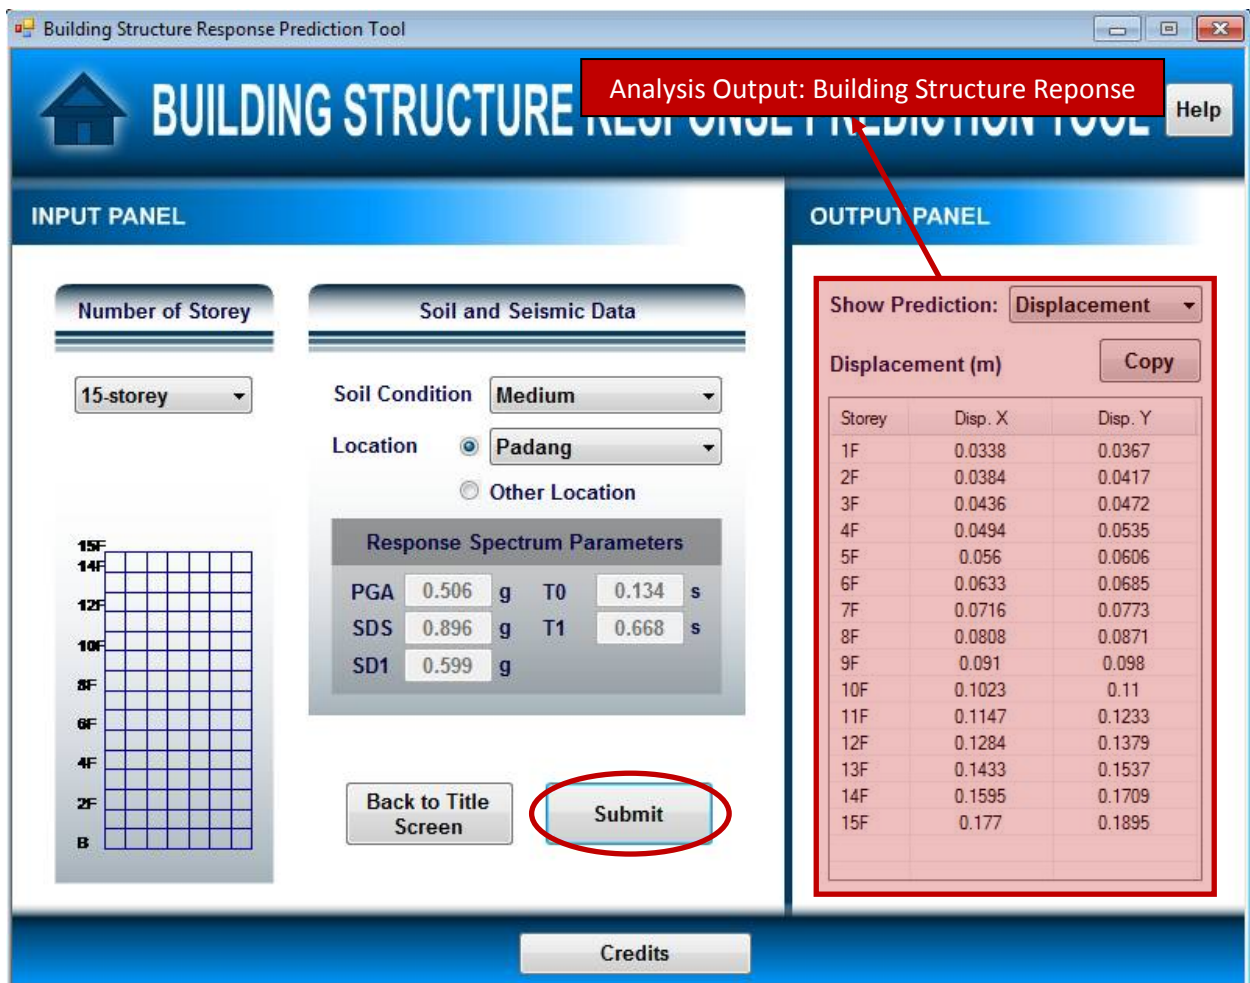 Building Structure Response Prediction Tool
BUILDING STRUCTURE RESPONSE PREDICTION TOOL
Analysis Output: Building Structure Reponse
Help
INPUT PANEL
OUTPUT PANEL
Number of Storey
15-storey
15F
14F
12F
10F
8F
6F
4F
2F
B
Soil and Seismic Data
Soil Condition Medium
Location Padang
Other Location
Response Spectrum Parameters
PGA 0.506 g T0 0.134 s
SDS 0.896 g T1 0.668 s
SD1 0.599 g
Back to Title
Screen
Submit
Show Prediction: Displacement
Displacement (m) Copy
Storey Disp. X Disp. Y
1F 0.0338 0.0367
2F 0.0384 0.0417
3F 0.0436 0.0472
4F 0.0494 0.0535
5F 0.056 0.0606
6F 0.0633 0.0685
7F 0.0716 0.0773
8F 0.0808 0.0871
9F 0.091 0.098
10F 0.1023 0.11
11F 0.1147 0.1233
12F 0.1284 0.1379
13F 0.1433 0.1537
14F 0.1595 0.1709
15F 0.177 0.1895
Credits